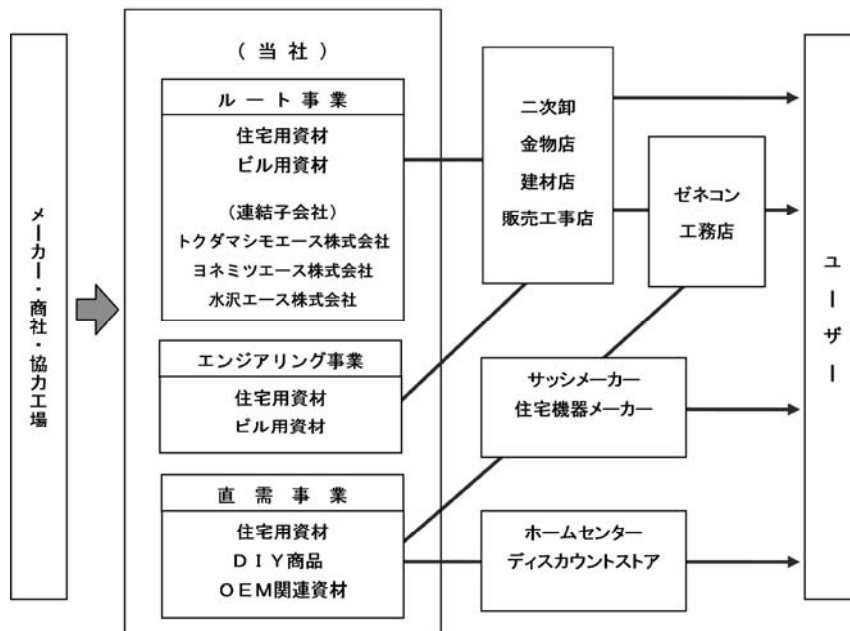 メーカー・商社・協力工場
(当社)
ルート事業
住宅用資材
ビル用資材
(連結子会社)
トクダマシモエース株式会社
ヨネミツエース株式会社
水沢エース株式会社
エンジアリング事業
住宅用資材
ビル用資材
直需事業
住宅用資材
DIY商品
OEM関連資材
二次卸
金物店
建材店
販売工事店
ゼネコン
工務店
サッシメーカー
住宅機器メーカー
ホームセンター
ディスカウントストア
ユーザー